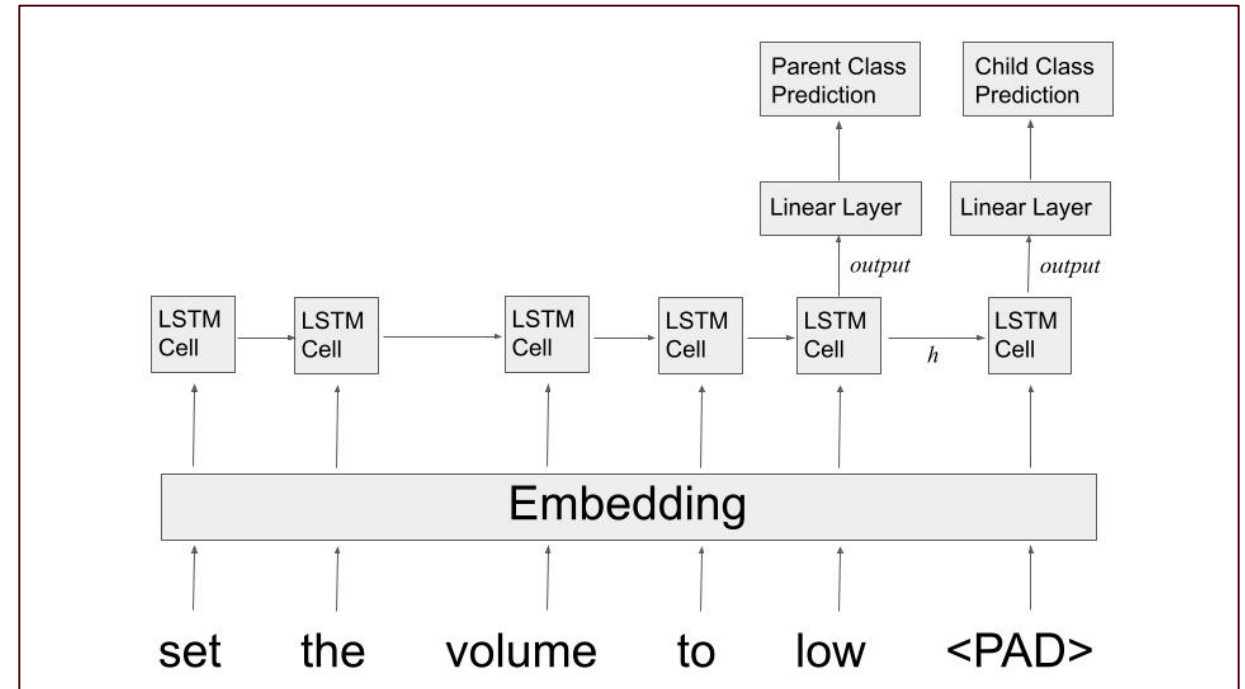 Parent Class
Prediction
Child Class
Prediction
Linear Layer
Linear Layer
output
output
LSTM
Cell
LSTM
Cell
LSTM
Cell
LSTM
Cell
LSTM
Cell
LSTM
Cell
h
Embedding
set the volume to low <PAD>